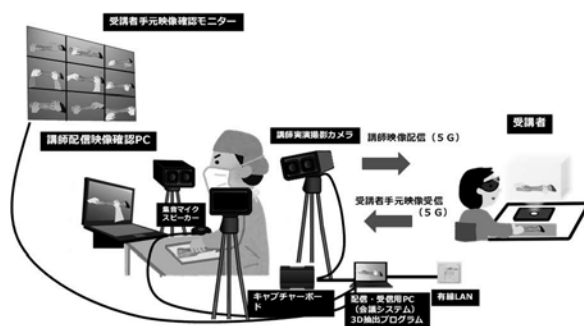 受講者手元映像確認モニター
講師配信映像確認PC
集音マイク
スピーカー
講師実演撮影カメラ
講師映像配信（５G）
受講者手元映像受信
（５G）
受講者
キャプチャーボー
ド
配信・受信用PC
（会議システム）
3D抽出プログラム
有線LAN